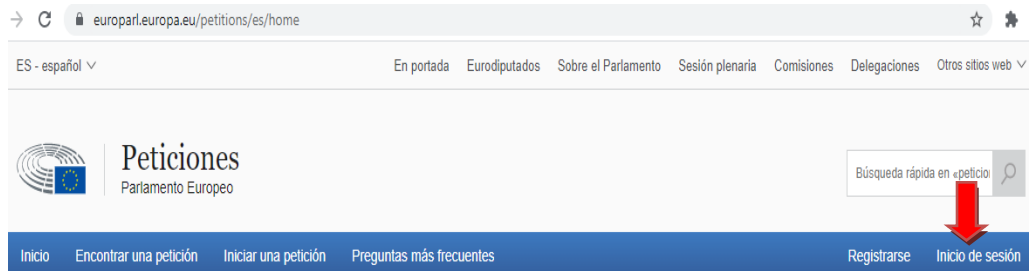 europarl.europa.eu/petitions/es/home
ES - español En portada Eurodiputados Sobre el Parlamento Sesión plenaria Comisiones Delegaciones Otros sitios web
Peticiones
Parlamento Europeo
Búsqueda rápida en «peticion
Inicio Encontrar una petición Iniciar una petición Preguntas más frecuentes Registrarse Inicio de sesión